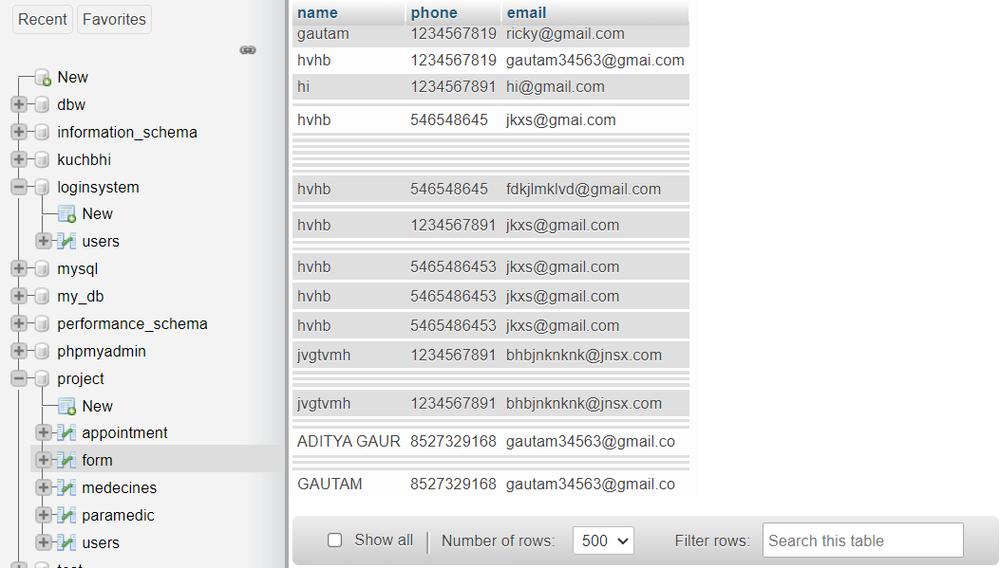 Recent Favorites
New
dbw
information_schema
kuchbhi
loginsystem
New
users
mysql
my_db
performance_schema
phpmyadmin
project
New
appointment
form
medecines
paramedic
users
name phone email
gautam 1234567819 ricky@gmail.com
hvhb 1234567819 gautam34563@gmai.com
hi 1234567891 hi@gmail.com
hvhb 546548645 jkxs@gmai.com
hvhb 546548645 fdkjlmklvd@gmail.com
hvhb 1234567891 jkxs@gmail.com
hvhb 5465486453 jkxs@gmail.com
hvhb 5465486453 jkxs@gmail.com
hvhb 5465486453 jkxs@gmail.com
jvgtvmh 1234567891 bhbjnknknk@jnsx.com
jvgtvmh 1234567891 bhbjnknknk@jnsx.com
ADITYA GAUR 8527329168 gautam34563@gmail.co
GAUTAM 8527329168 gautam34563@gmail.co
Show all Number of rows: 500 Filter rows: Search this table